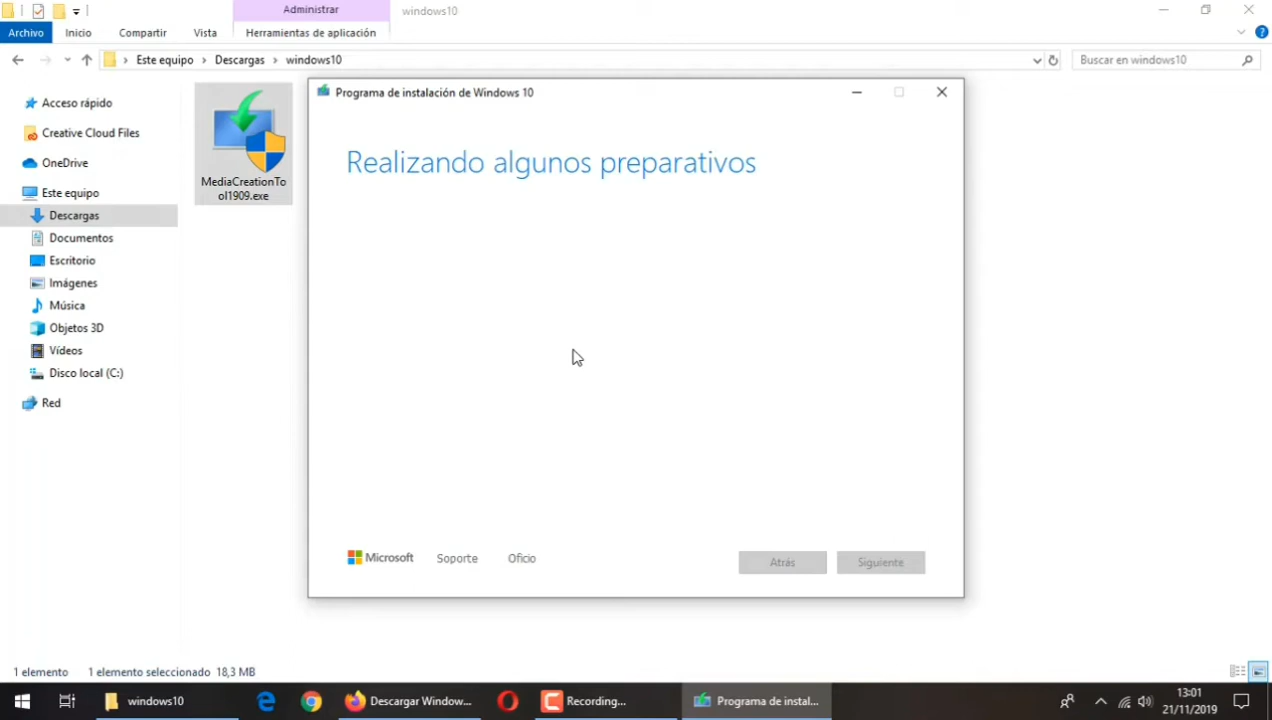 Administrar
windows10
Archivo
Inicio
Compartir
Vista
Herramientas de aplicación
Este equipo
Descargas
windows10
Buscar en windows10
Acceso rápido
Creative Cloud Files
OneDrive
Este equipo
Descargas
Documentos
Escritorio
Imágenes
Música
Objetos 3D
Vídeos
Disco local (C:)
Red
MediaCreationTo
ol1909.exe
Programa de instalación de Windows 10
Realizando algunos preparativos
Microsoft
Soporte
Oficio
Atrás
Siguiente
1 elemento
1 elemento seleccionado 18,3 MB
windows10
Descargar Window...
Recording...
Programa de instal...
13:01
21/11/2019